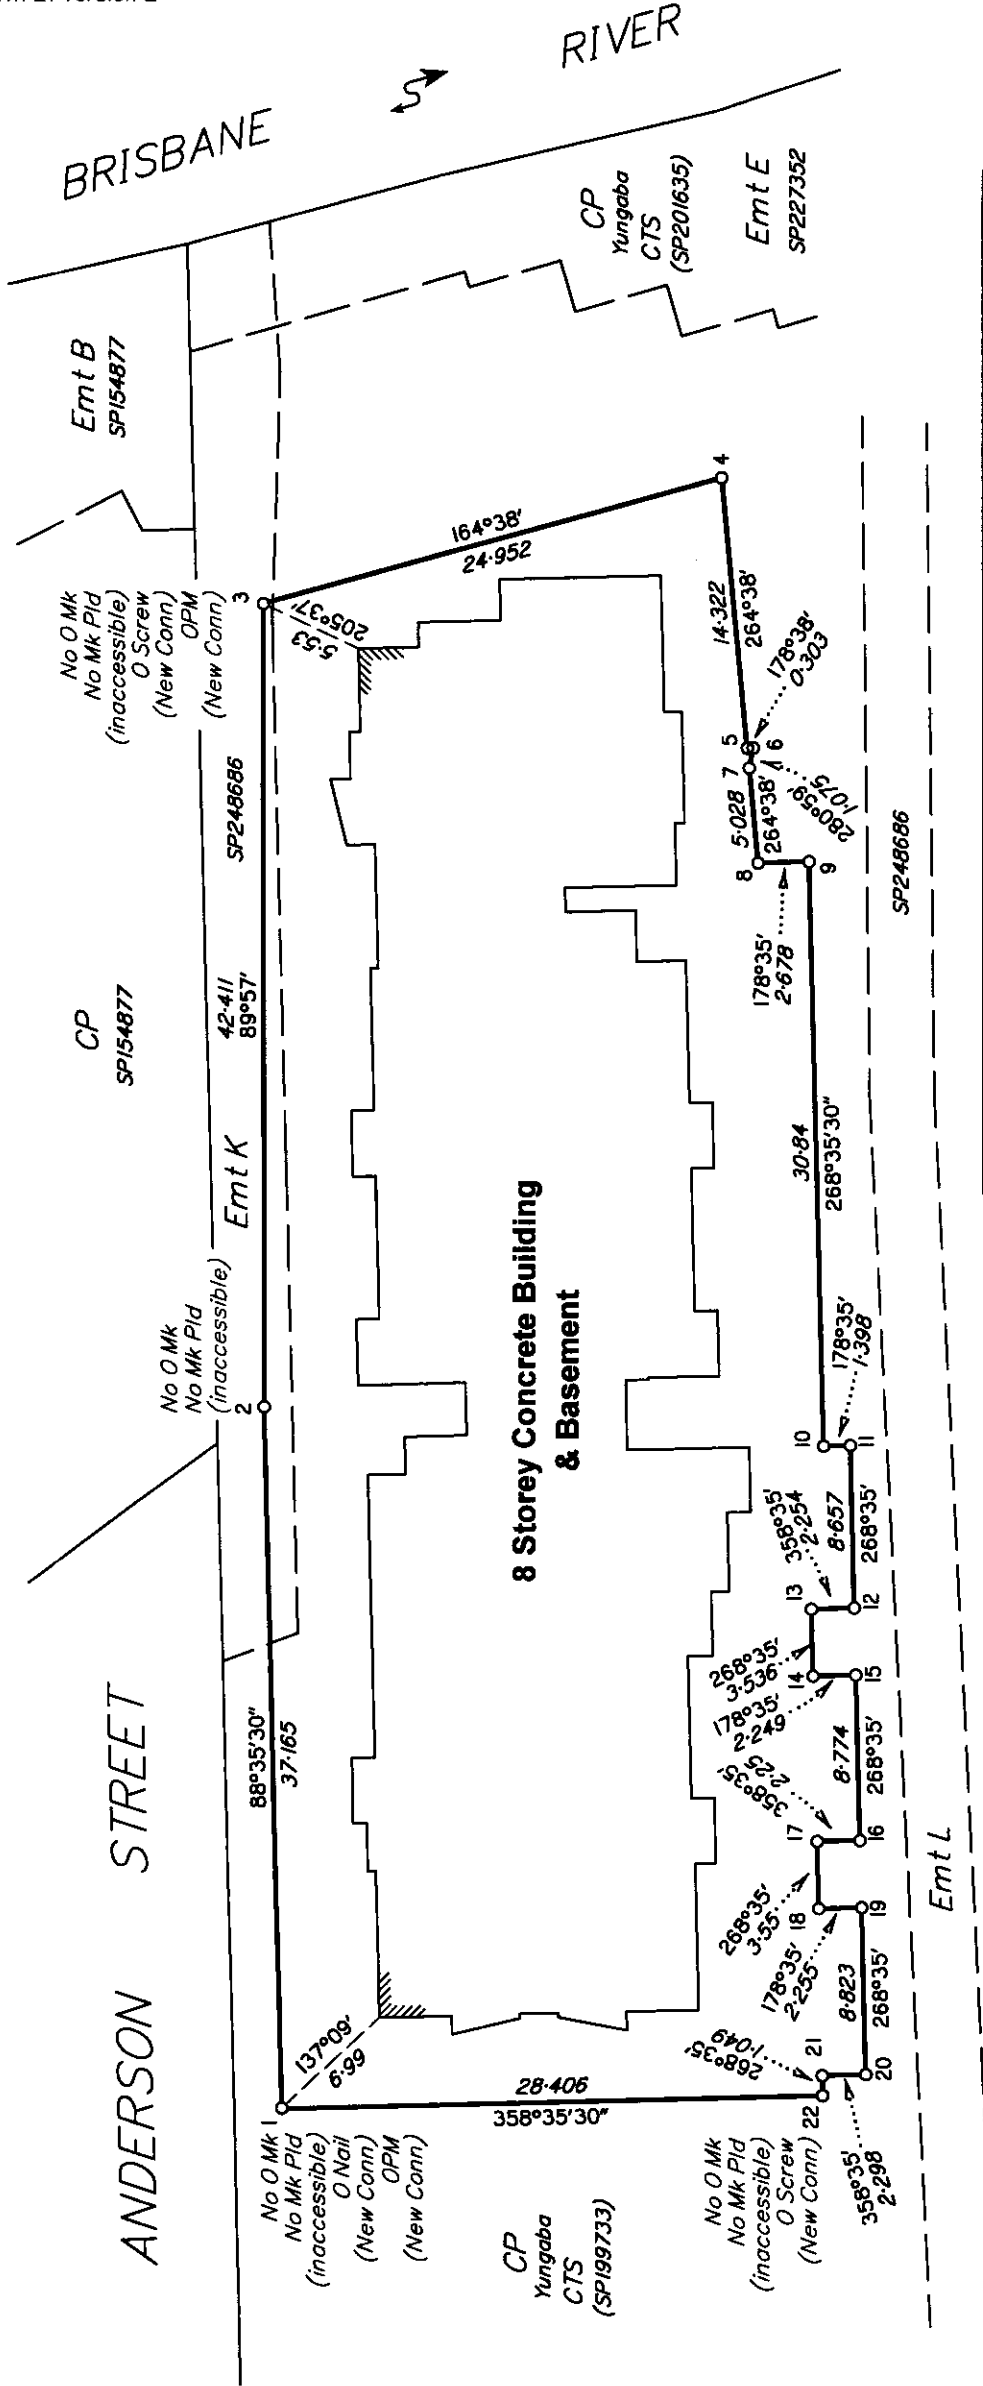 BRISBANE
RIVER
S
Emt B
SP154877
CP
Yungaba
CTS
(SP201635)
Emt E
SP227352
No O Mk
No Mk Pld
(inaccessible)
O Screw
(New Conn)
OPM
(New Conn)
3
164°38'
24·952
205°37'
5·53
4
14·322
264°38'
178°38'
0·303
5
6
7
280°59'
1·075
5·028
264°38'
8
9
178°35'
2·678
SP248686
SP248686
CP
SP154877
42·411
89°57'
Emt K
30·84
268°35'30"
No O Mk
No Mk Pld
(inaccessible)
2
8 Storey Concrete Building
& Basement
10
178°35'
1·398
11
8·657
268°35'
358°35'
2·254
12
13
268°35'
3·536
14
178°35'
2·249
15
8·774
268°35'
358°35'
2·25
16
17
268°35'
3·55
18
178°35'
2·255
19
8·823
268°35'
20
358°35'
2·298
21
268°35'
1·049
22
Emt L
ANDERSON STREET
88°35'30"
37·165
137°09'
6·99
28·406
358°35'30"
1
No O Mk
No Mk Pld
(inaccessible)
O Nail
(New Conn)
OPM
(New Conn)
CP
Yungaba
CTS
(SP199733)
No O Mk
No Mk Pld
(inaccessible)
O Screw
(New Conn)